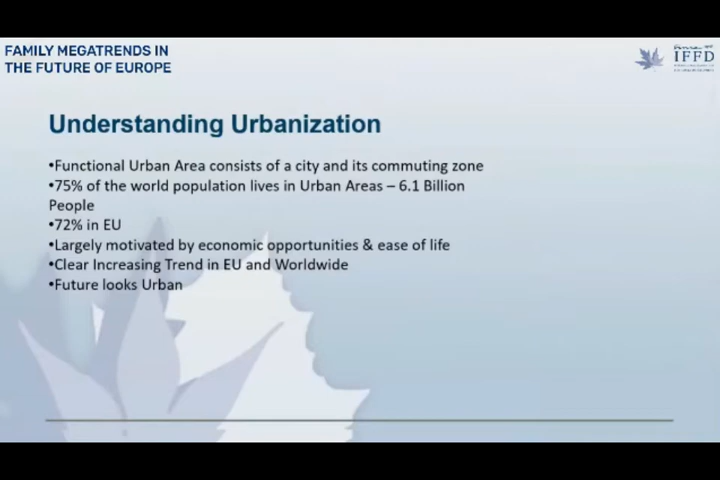 FAMILY MEGATRENDS IN
THE FUTURE OF EUROPE
IFFD
Understanding Urbanization
•Functional Urban Area consists of a city and its commuting zone
•75% of the world population lives in Urban Areas – 6.1 Billion
People
•72% in EU
•Largely motivated by economic opportunities & ease of life
•Clear Increasing Trend in EU and Worldwide
•Future looks Urban